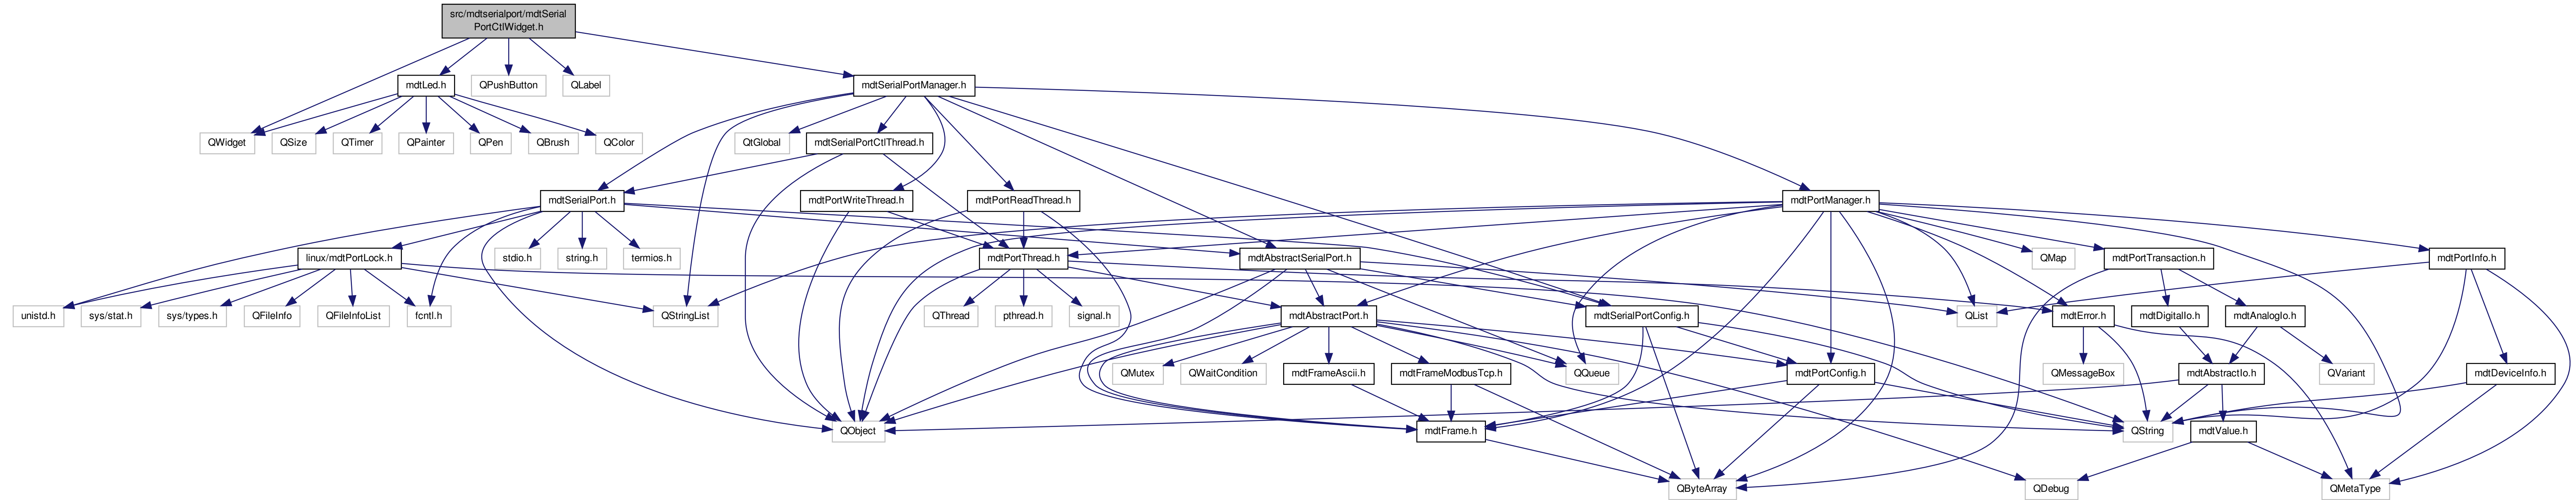 src/mdtserialport/mdtSerial
PortCtlWidget.h
mdtLed.h
QPushButton
QLabel
mdtSerialPortManager.h
QWidget
QSize
QTimer
QPainter
QPen
QBrush
QColor
QtGlobal
mdtSerialPortCtlThread.h
mdtSerialPort.h
mdtPortWriteThread.h
mdtPortReadThread.h
mdtPortManager.h
linux/mdtPortLock.h
stdio.h
string.h
termios.h
mdtPortThread.h
mdtAbstractSerialPort.h
QMap
mdtPortTransaction.h
mdtPortInfo.h
unistd.h
sys/stat.h
sys/types.h
QFileInfo
QFileInfoList
fcntl.h
QStringList
QThread
pthread.h
signal.h
mdtAbstractPort.h
mdtSerialPortConfig.h
QList
mdtError.h
mdtDigitalIo.h
mdtAnalogIo.h
QMutex
QWaitCondition
mdtFrameAscii.h
mdtFrameModbusTcp.h
QQueue
mdtPortConfig.h
QMessageBox
mdtAbstractIo.h
QVariant
mdtDeviceInfo.h
QObject
mdtFrame.h
QString
mdtValue.h
QByteArray
QDebug
QMetaType